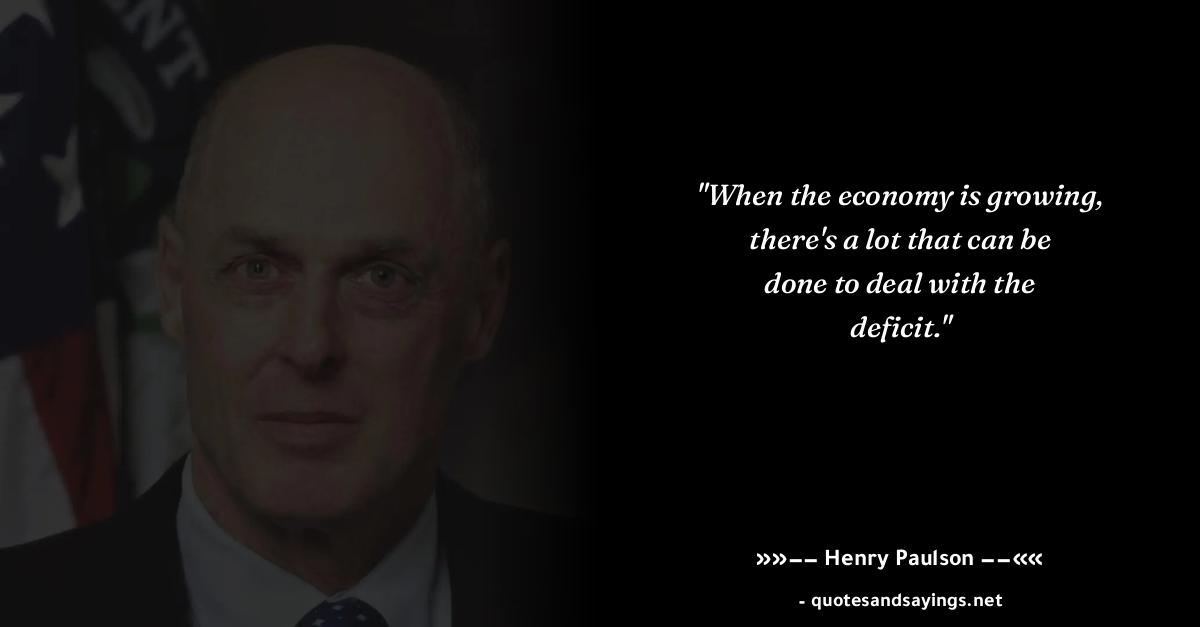 ENT
"When the economy is growing,
there's a lot that can be
done to deal with the
deficit."
»»–– Henry Paulson ––««
- quotesandsayings.net